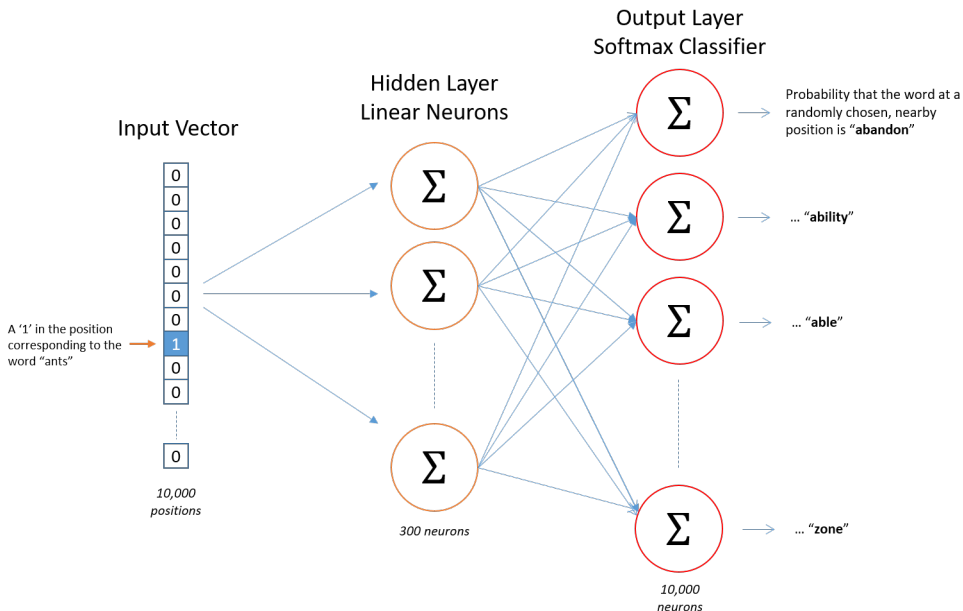 Output Layer
Softmax Classifier
Hidden Layer
Linear Neurons
Input Vector
0
0
0
0
0
0
0
1
0
0
0
A ‘1’ in the position
corresponding to the
word “ants”
10,000
positions
Σ
Σ
Σ
300 neurons
Σ
Σ
Σ
Σ
10,000
neurons
Probability that the word at a
randomly chosen, nearby
position is “abandon”
... “ability”
... “able”
... “zone”